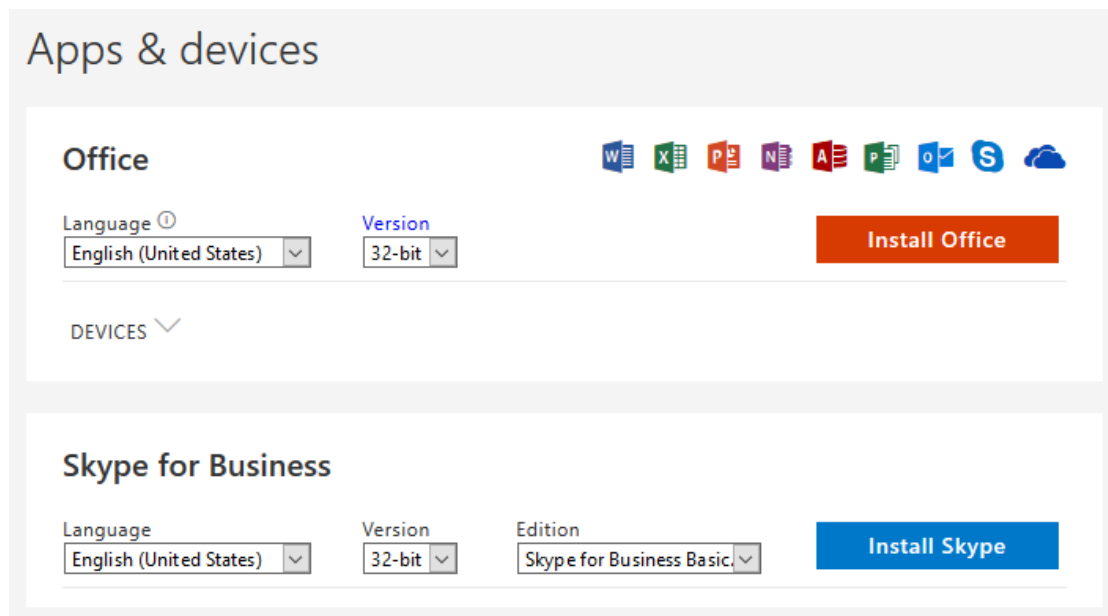 Apps & devices
Office
Language
Version
English (United States)
32-bit
Install Office
DEVICES
Skype for Business
Language
Version
Edition
English (United States)
32-bit
Skype for Business Basic.
Install Skype